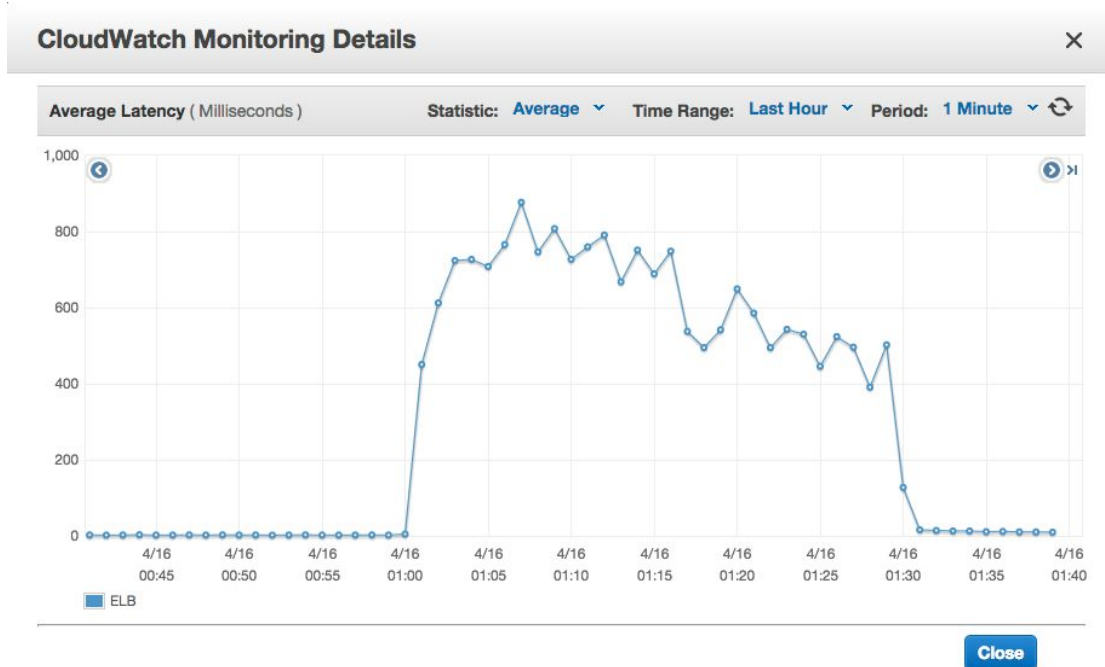 CloudWatch Monitoring Details
Average Latency ( Milliseconds ) Statistic: Average Time Range: Last Hour Period: 1 Minute
1,000
800
600
400
200
0
4/16 4/16 4/16 4/16 4/16 4/16 4/16 4/16 4/16 4/16 4/16 4/16
00:45 00:50 00:55 01:00 01:05 01:10 01:15 01:20 01:25 01:30 01:35 01:40
ELB
Close